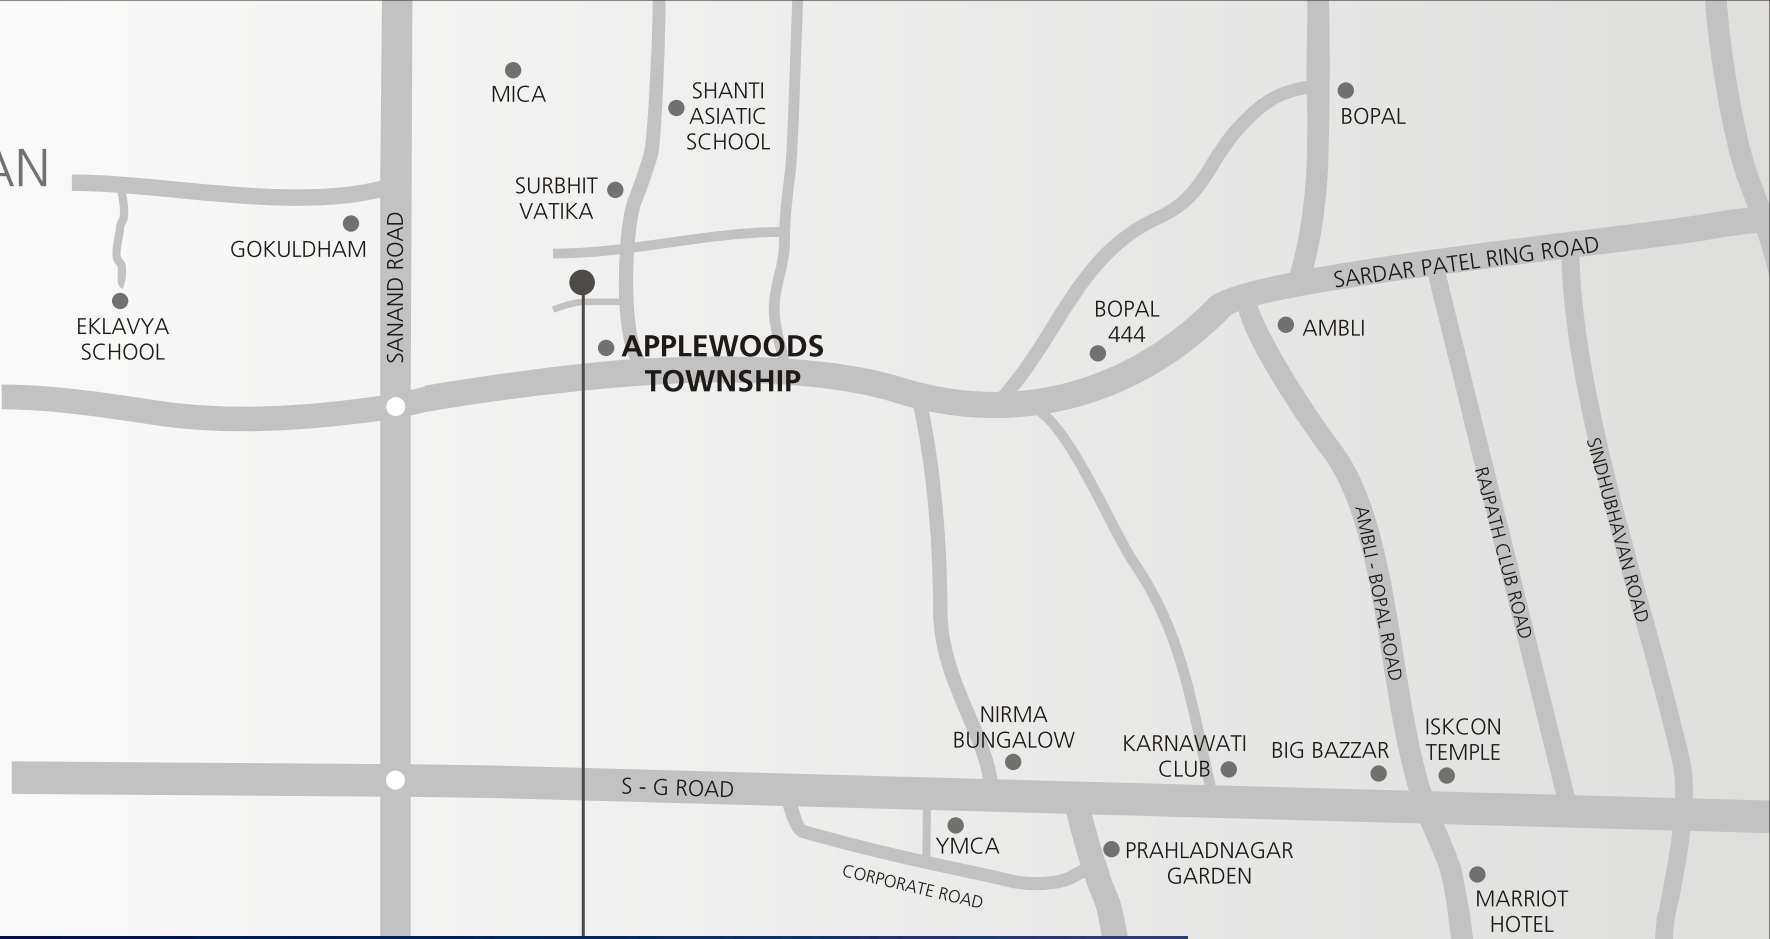 MICA
SHANTI
ASIATIC
SCHOOL
BOPAL
AN
SURBHIT
VATIKA
GOKULDHAM
SANAND ROAD
SARDAR PATEL RING ROAD
EKLAVYA
SCHOOL
BOPAL
444
AMBLI
APPLEWOODS
TOWNSHIP
AMBLI - BOPAL ROAD
RAJPATH CLUB ROAD
SINDHUBHAVAN ROAD
NIRMA
BUNGALOW
KARNAWATI
CLUB
BIG BAZZAR
ISKCON
TEMPLE
S - G ROAD
YMCA
CORPORATE ROAD
PRAHLADNAGAR
GARDEN
MARRIOT
HOTEL